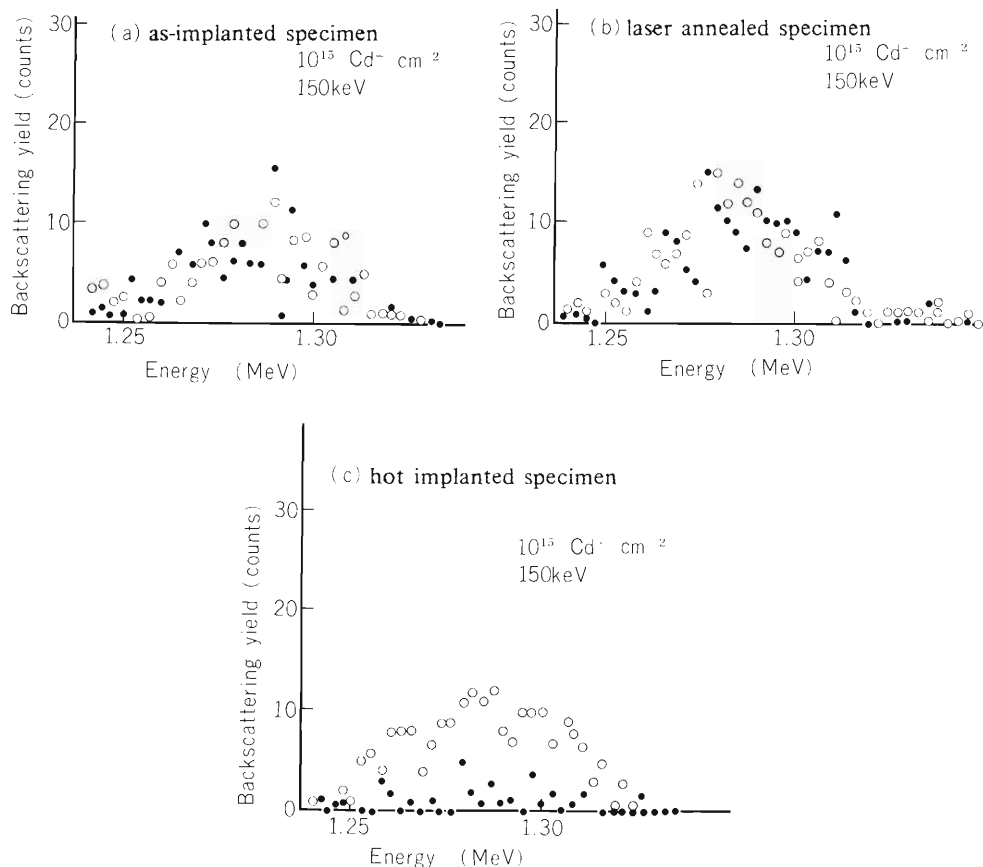 (a) as-implanted specimen
10¹⁵ Cd⁺ cm⁻²
150keV
30
20
10
0
1.25
1.30
Backscattering yield (counts)
Energy (MeV)
(b) laser annealed specimen
10¹⁵ Cd⁺ cm⁻²
150keV
30
20
10
0
1.25
1.30
Backscattering yield (counts)
Energy (MeV)
(c) hot implanted specimen
10¹⁵ Cd⁺ cm⁻²
150keV
30
20
10
0
1.25
1.30
Backscattering yield (counts)
Energy (MeV)